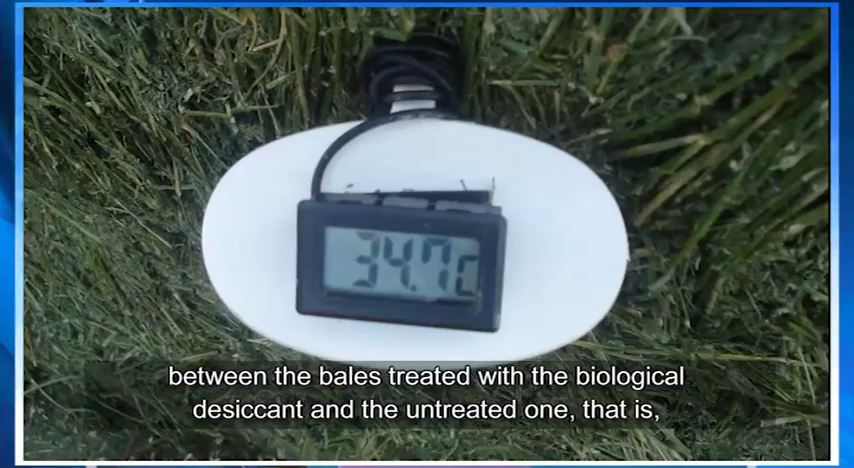 34.7c
between the bales treated with the biological
desiccant and the untreated one, that is,